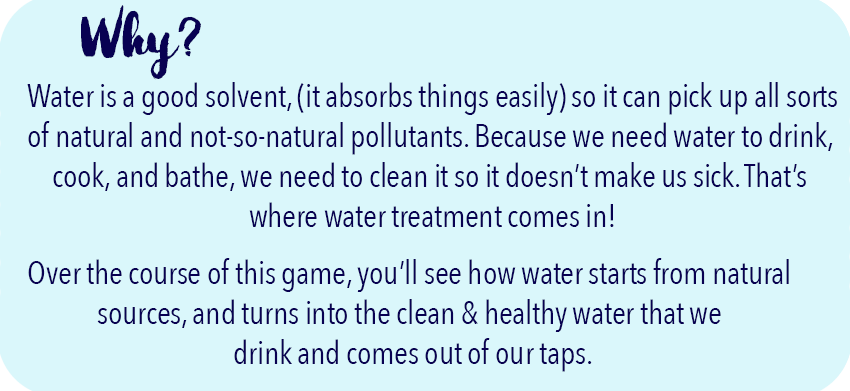 Why?
Water is a good solvent, (it absorbs things easily) so it can pick up all sorts
of natural and not-so-natural pollutants. Because we need water to drink,
cook, and bathe, we need to clean it so it doesn’t make us sick. That’s
where water treatment comes in!
Over the course of this game, you’ll see how water starts from natural
sources, and turns into the clean & healthy water that we
drink and comes out of our taps.